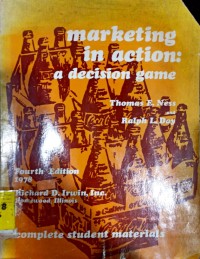 marketing
in action:
a decision game
Thomas E. Ness
Ralph L. Day
Fourth Edition
1978
Richard D. Irwin, Inc.
Homewood, Illinois
complete student materials
8